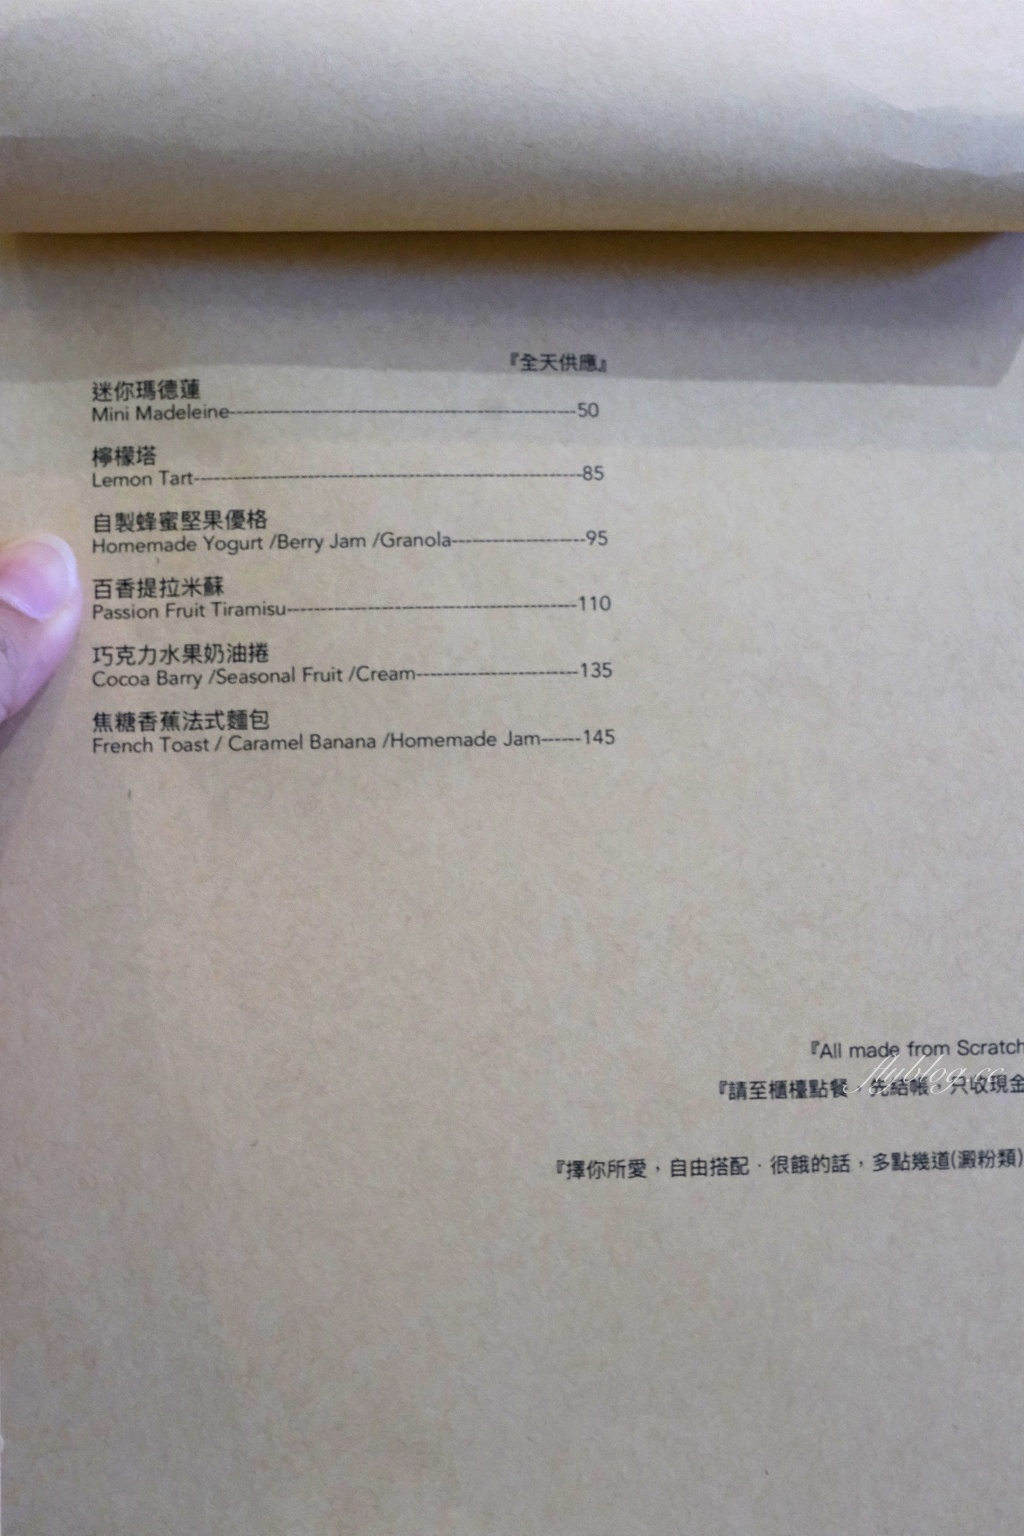 『全天供應』
迷你瑪德蓮
Mini Madeleine--------------------------------------------------50
檸檬塔
Lemon Tart--------------------------------------------------------85
自製蜂蜜堅果優格
Homemade Yogurt /Berry Jam /Granola-------------------95
百香提拉米蘇
Passion Fruit Tiramisu------------------------------------------110
巧克力水果奶油捲
Cocoa Barry /Seasonal Fruit /Cream------------------------135
焦糖香蕉法式麵包
French Toast / Caramel Banana /Homemade Jam------145
『All made from Scratch
flyblog.cc
『請至櫃檯點餐，先結帳，只收現金
『擇你所愛，自由搭配．很餓的話，多點幾道(澱粉類)